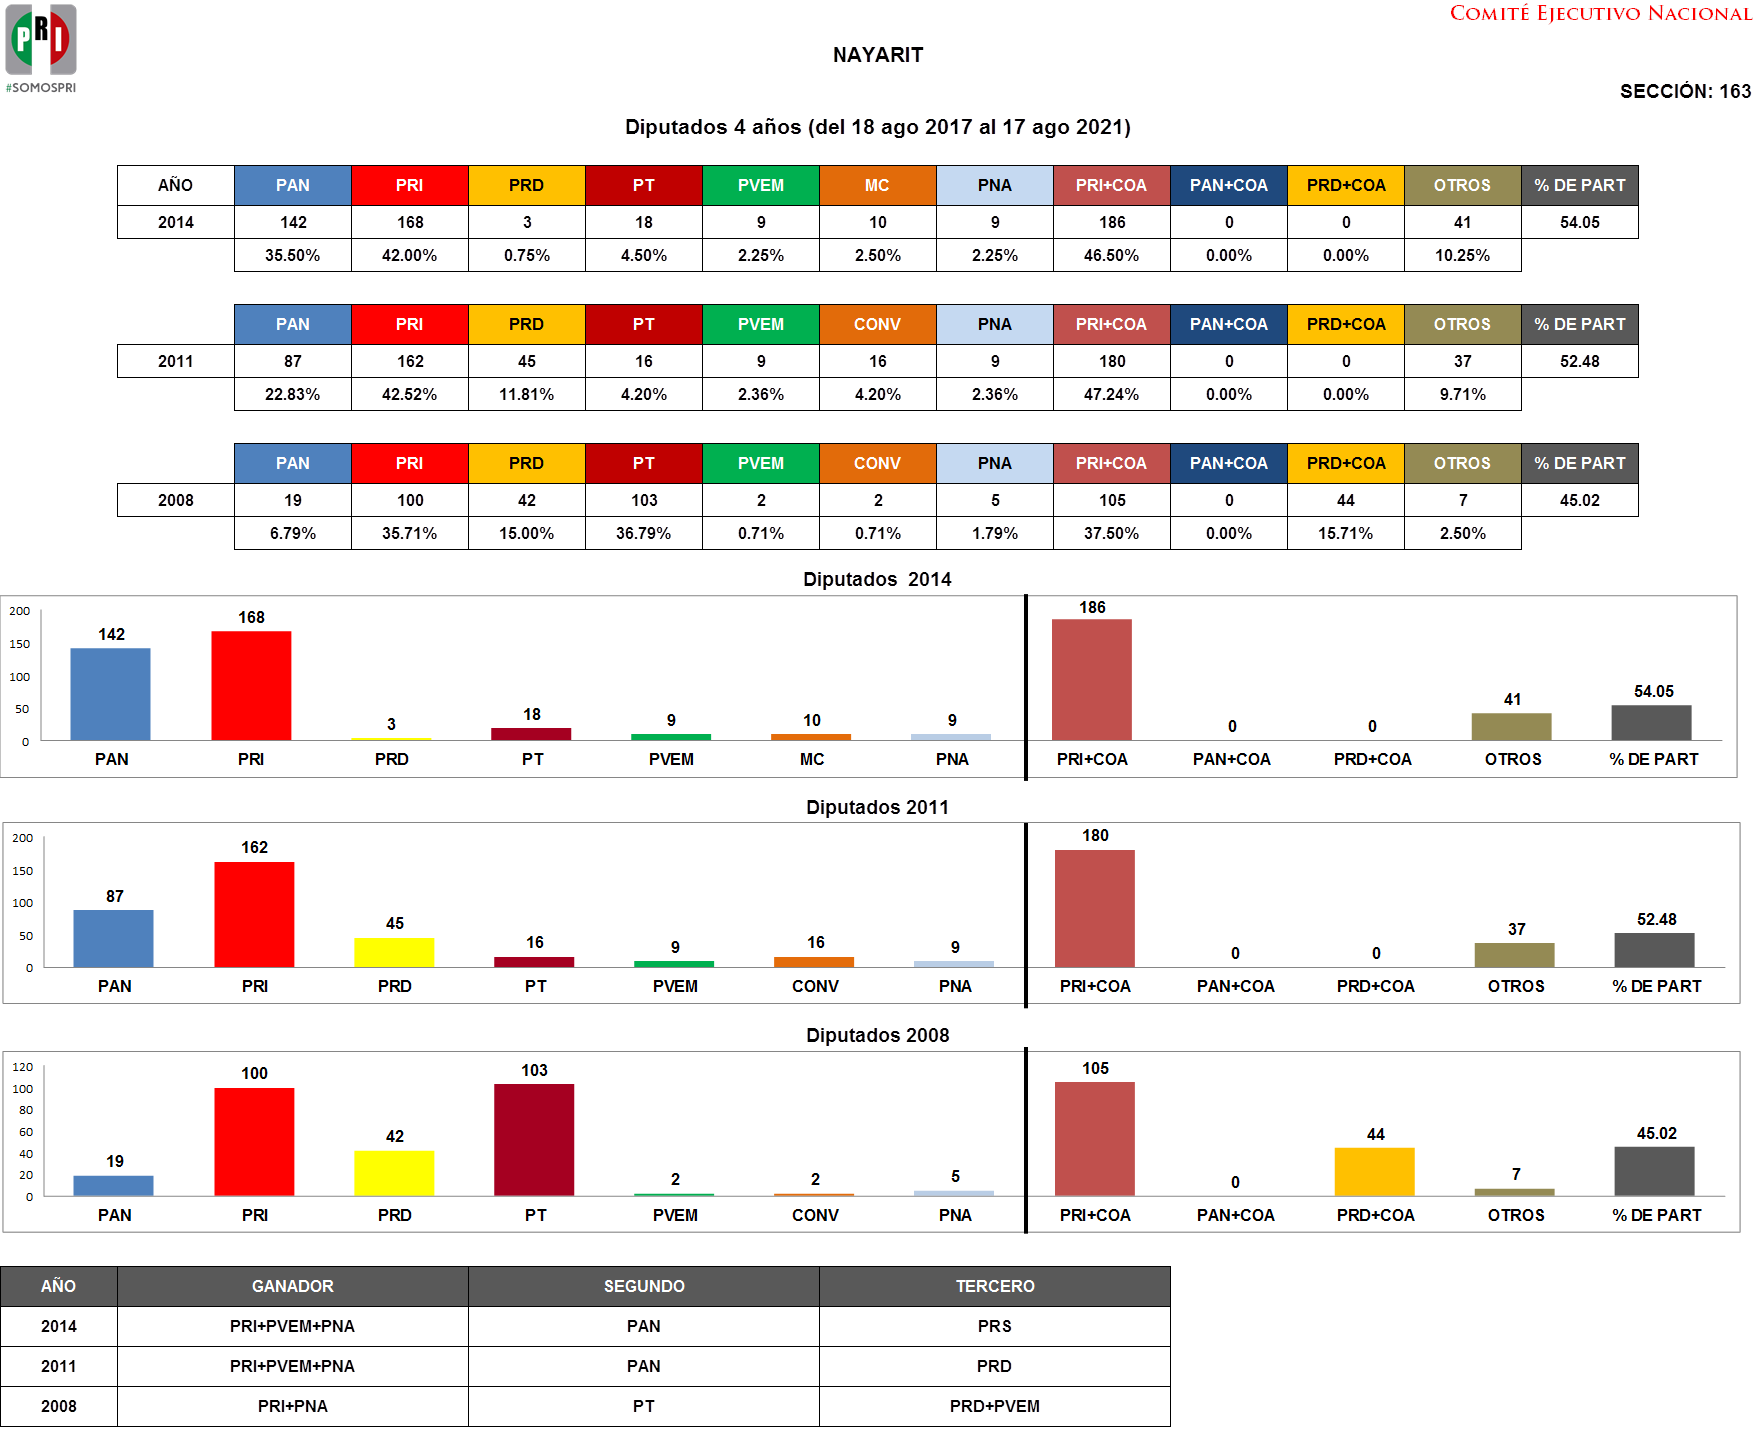 PRI
#SOMOSPRI
COMITÉ EJECUTIVO NACIONAL
NAYARIT
SECCIÓN: 163
Diputados 4 años (del 18 ago 2017 al 17 ago 2021)
AÑO PAN PRI PRD PT PVEM MC PNA PRI+COA PAN+COA PRD+COA OTROS % DE PART
2014 142 168 3 18 9 10 9 186 0 0 41 54.05
35.50% 42.00% 0.75% 4.50% 2.25% 2.50% 2.25% 46.50% 0.00% 0.00% 10.25%
PAN PRI PRD PT PVEM CONV PNA PRI+COA PAN+COA PRD+COA OTROS % DE PART
2011 87 162 45 16 9 16 9 180 0 0 37 52.48
22.83% 42.52% 11.81% 4.20% 2.36% 4.20% 2.36% 47.24% 0.00% 0.00% 9.71%
PAN PRI PRD PT PVEM CONV PNA PRI+COA PAN+COA PRD+COA OTROS % DE PART
2008 19 100 42 103 2 2 5 105 0 44 7 45.02
6.79% 35.71% 15.00% 36.79% 0.71% 0.71% 1.79% 37.50% 0.00% 15.71% 2.50%
Diputados 2014
200
150
100
50
0
142 168 3 18 9 10 9 186 0 0 41 54.05
PAN PRI PRD PT PVEM MC PNA PRI+COA PAN+COA PRD+COA OTROS % DE PART
Diputados 2011
200
150
100
50
0
87 162 45 16 9 16 9 180 0 0 37 52.48
PAN PRI PRD PT PVEM CONV PNA PRI+COA PAN+COA PRD+COA OTROS % DE PART
Diputados 2008
120
100
80
60
40
20
0
19 100 42 103 2 2 5 105 0 44 7 45.02
PAN PRI PRD PT PVEM CONV PNA PRI+COA PAN+COA PRD+COA OTROS % DE PART
AÑO GANADOR SEGUNDO TERCERO
2014 PRI+PVEM+PNA PAN PRS
2011 PRI+PVEM+PNA PAN PRD
2008 PRI+PNA PT PRD+PVEM